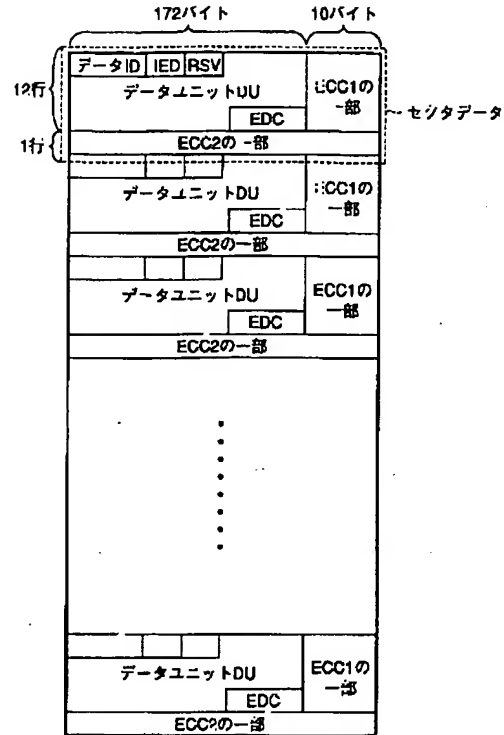 172バイト 10バイト
データID IED RSV
12行
データユニットDU
ECC1の
一部
セクタデータ
EDC
1行
ECC2の一部
データユニットDU
ECC1の
一部
EDC
ECC2の一部
データユニットDU
ECC1の
一部
EDC
ECC2の一部
データユニットDU
ECC1の
一部
EDC
ECC2の一部